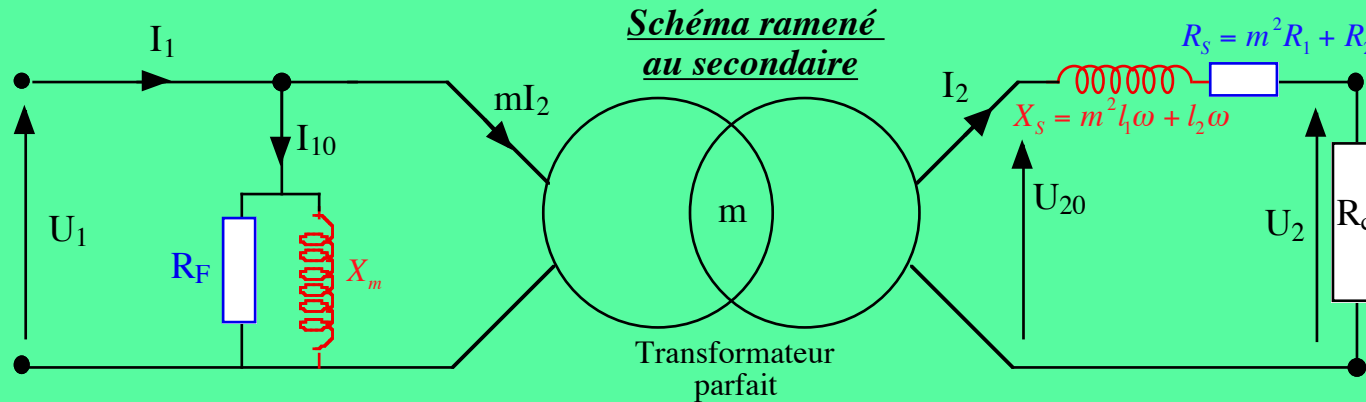 Schéma ramené
au secondaire
I₁
mI₂
I₁₀
U₁
R_F
X_m
m
Transformateur
parfait
I₂
R_S = m²R₁ +
X_S = m²l₁ω + l₂ω
U₂₀
U₂